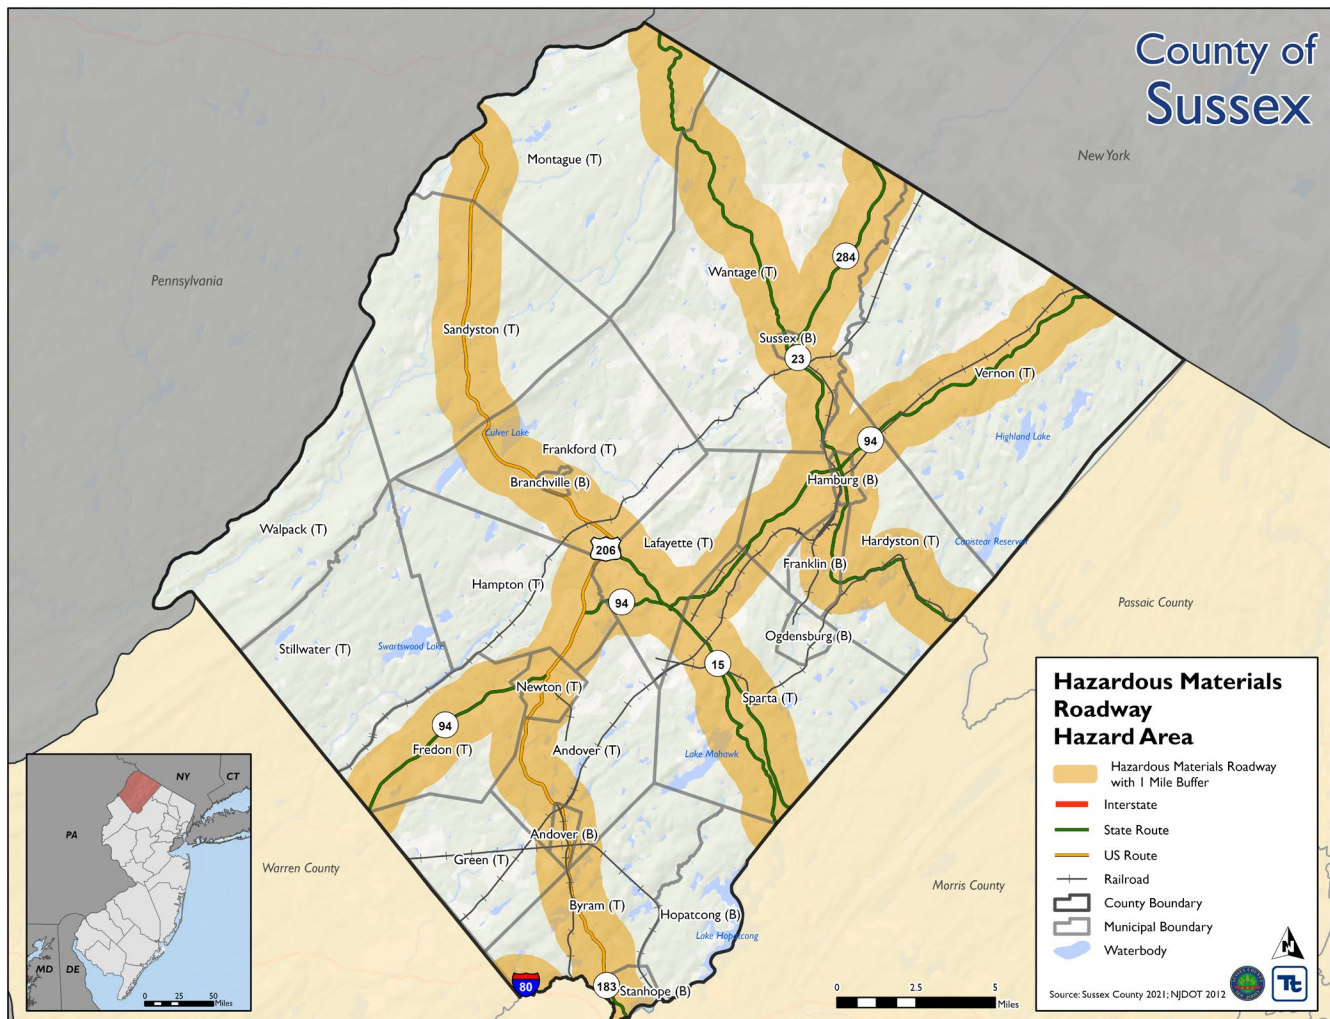 County of
Sussex
New York
Pennsylvania
Montague (T)
284
Wantage (T)
Sandyston (T)
Sussex (B)
23
Vernon (T)
Culver Lake
94
Highland Lake
Frankford (T)
Branchville (B)
Hamburg (B)
Walpack (T)
206
Lafayette (T)
Hardyston (T)
Canistear Reservoir
Franklin (B)
Hampton (T)
94
Passaic County
Ogdensburg (B)
Stillwater (T)
Swartswood Lake
15
Newton (T)
Sparta (T)
94
Fredon (T)
Andover (T)
Lake Mohawk
Andover (B)
Green (T)
Warren County
Morris County
Byram (T)
Hopatcong (B)
Lake Hopatcong
80
183
Stanhope (B)
Hazardous Materials
Roadway
Hazard Area
Hazardous Materials Roadway
with 1 Mile Buffer
Interstate
State Route
US Route
Railroad
County Boundary
Municipal Boundary
Waterbody
N
Source: Sussex County 2021; NJDOT 2012
Tt
0 2.5 5
Miles
NY
CT
PA
MD
DE
0 25 50
Miles